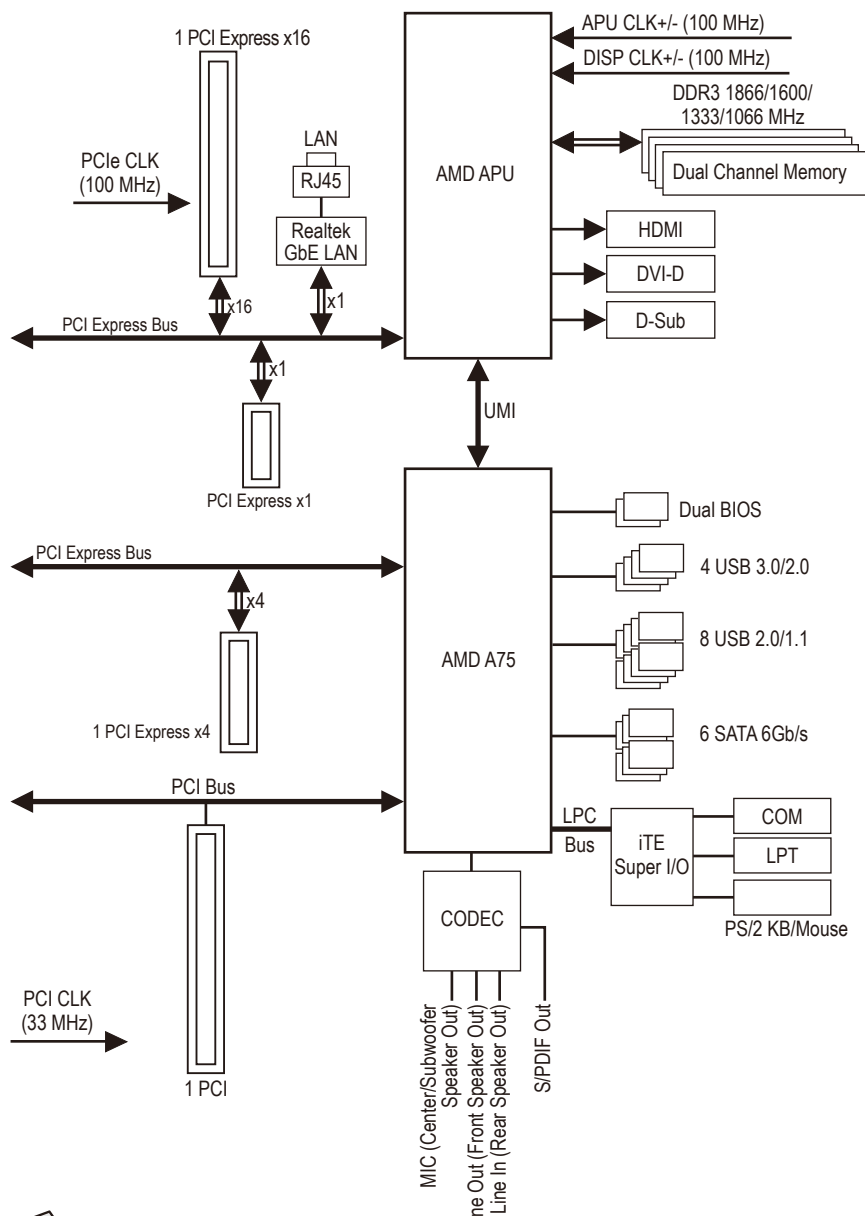 1 PCI Express x16
APU CLK+/- (100 MHz)
DISP CLK+/- (100 MHz)
DDR3 1866/1600/
1333/1066 MHz
Dual Channel Memory
PCIe CLK
(100 MHz)
LAN
RJ45
Realtek
GbE LAN
AMD APU
HDMI
DVI-D
D-Sub
x16
x1
PCI Express Bus
x1
PCI Express x1
UMI
Dual BIOS
PCI Express Bus
4 USB 3.0/2.0
x4
8 USB 2.0/1.1
AMD A75
1 PCI Express x4
6 SATA 6Gb/s
PCI Bus
LPC
Bus
iTE
Super I/O
COM
LPT
PS/2 KB/Mouse
CODEC
PCI CLK
(33 MHz)
1 PCI
MIC (Center/Subwoofer
Speaker Out)
ne Out (Front Speaker Out)
Line In (Rear Speaker Out)
S/PDIF Out